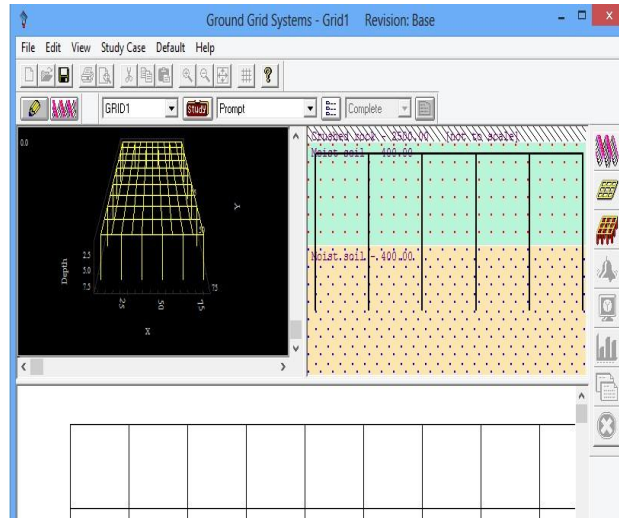 Ground Grid Systems - Grid1 Revision: Base
File Edit View Study Case Default Help
GRID1 Study Prompt Complete
0.0
Y
2.5
5.0
7.5
Depth
25 50 75
75
X
Crushed rock - 2500.00 (not to scale)
Moist soil - 400.00
Moist soil - 400.00